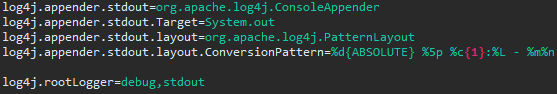 log4j.appender.stdout=org.apache.log4j.ConsoleAppender
log4j.appender.stdout.Target=System.out
log4j.appender.stdout.layout=org.apache.log4j.PatternLayout
log4j.appender.stdout.layout.ConversionPattern=%d{ABSOLUTE} %5p %c{1}:%L - %m%n
log4j.rootLogger=debug,stdout